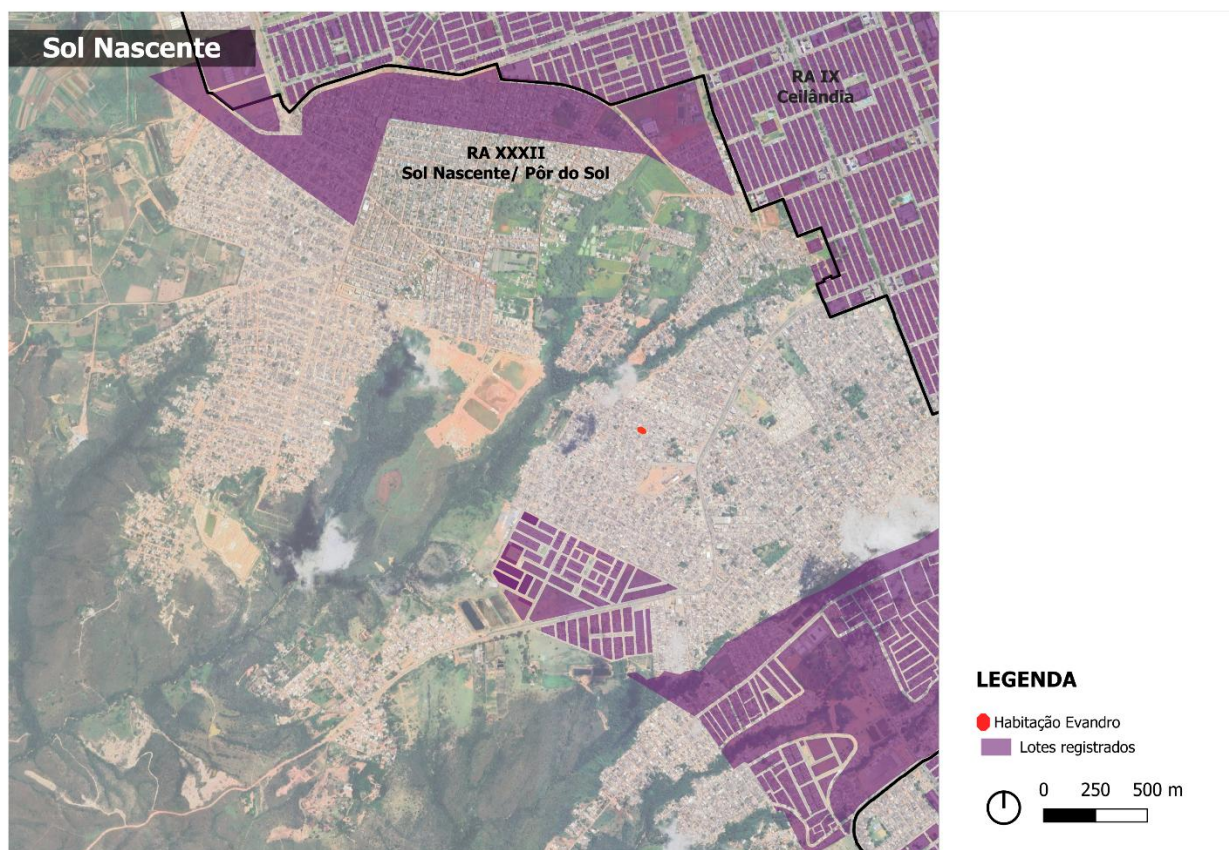 Sol Nascente
RA IX
Ceilândia
RA XXXII
Sol Nascente/ Pôr do Sol
LEGENDA
Habitação Evandro
Lotes registrados
0 250 500 m